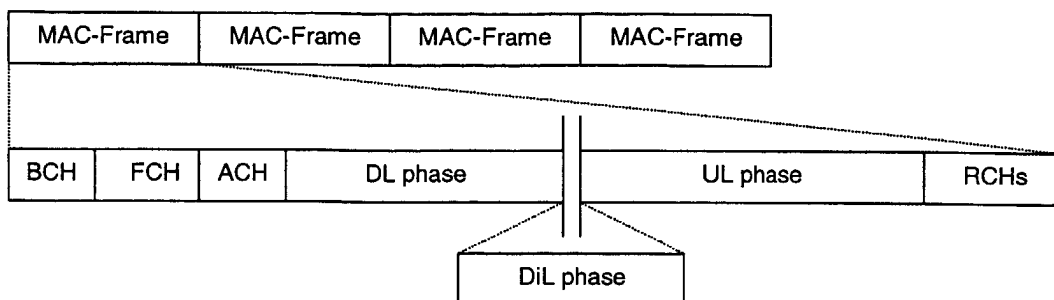 MAC-Frame MAC-Frame MAC-Frame MAC-Frame
BCH FCH ACH DL phase UL phase RCHs
DiL phase